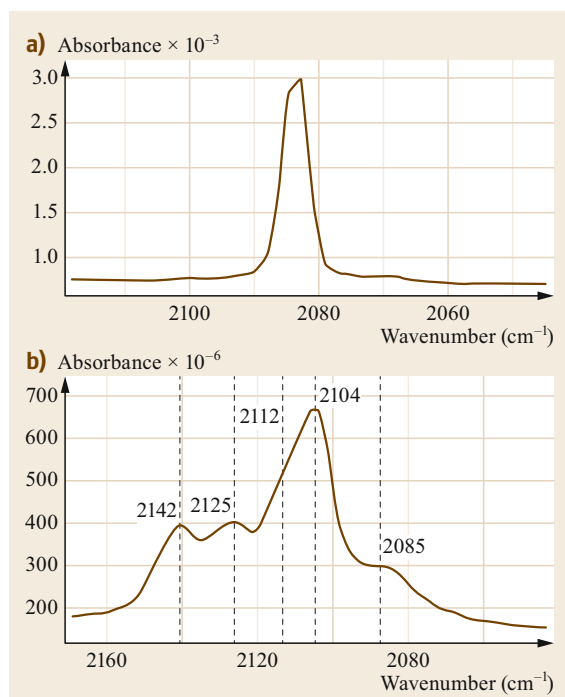 a) Absorbance × 10⁻³
3.0
2.5
2.0
1.5
1.0
2100 2080 2060
Wavenumber (cm⁻¹)
b) Absorbance × 10⁻⁶
700
600
500
400
300
200
2142 2125 2112 2104 2085
2160 2120 2080
Wavenumber (cm⁻¹)